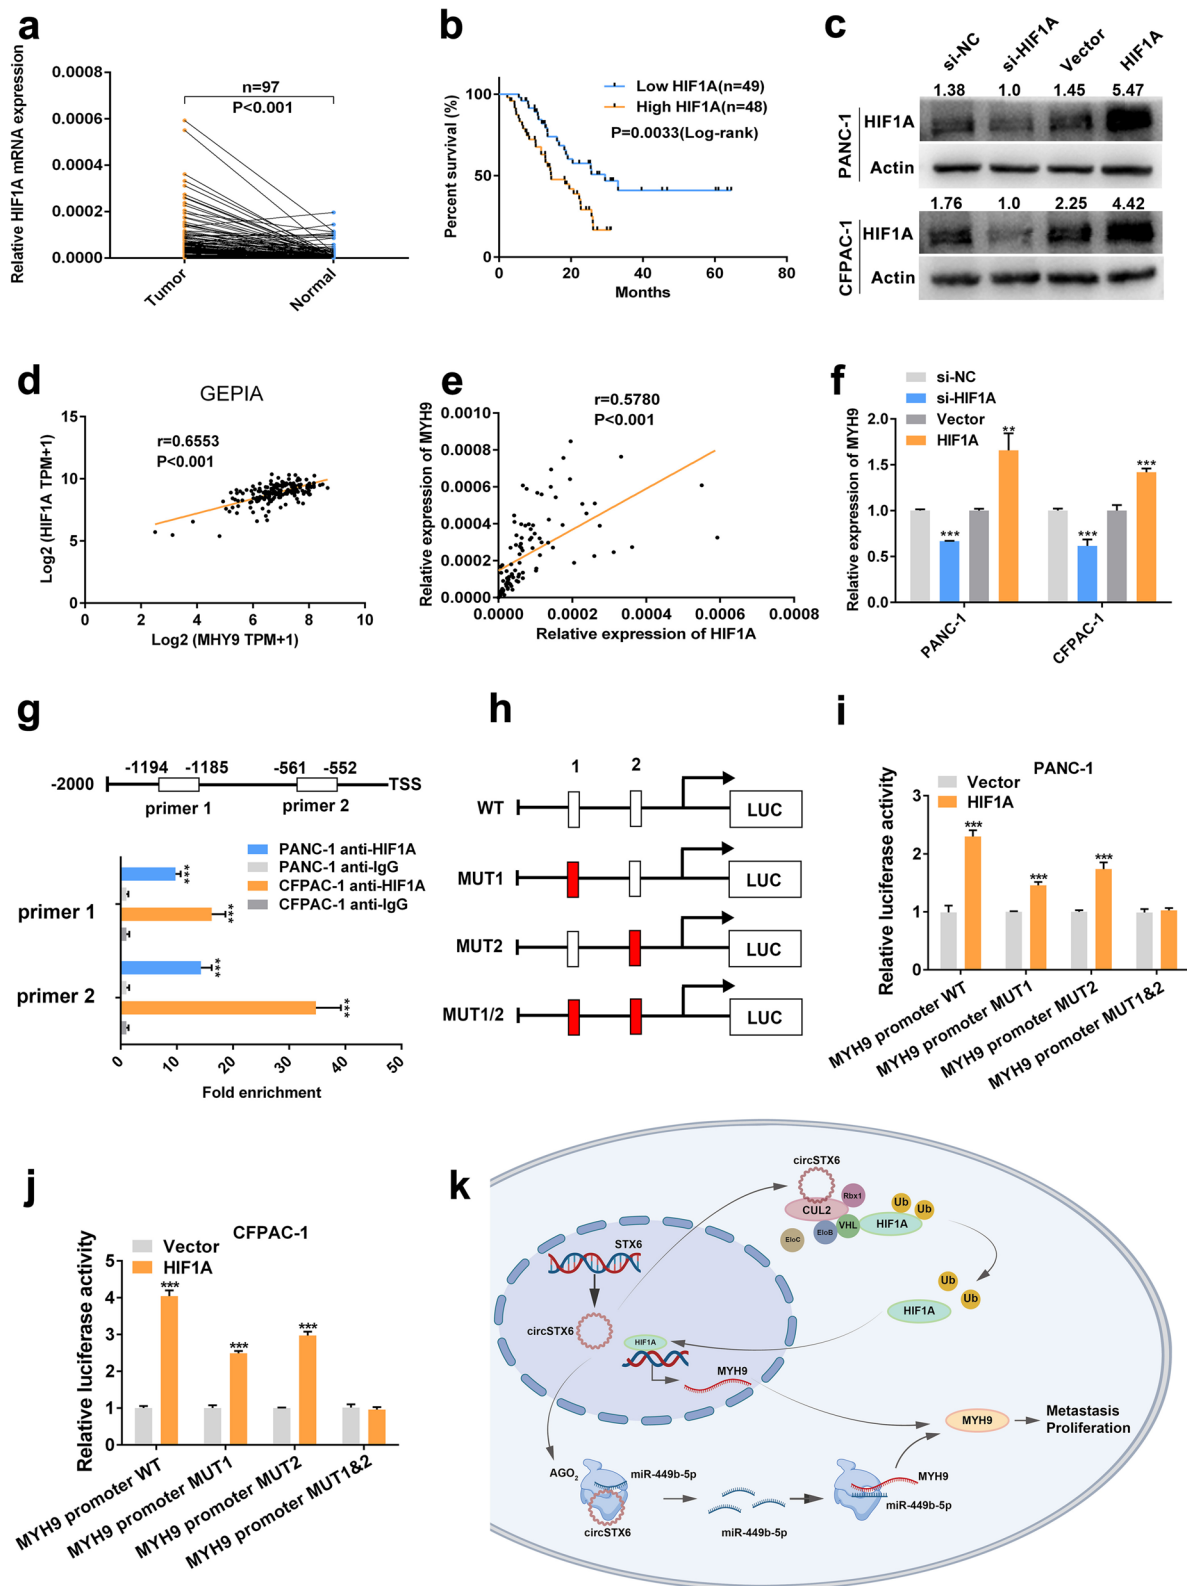 a
Relative HIF1A mRNA expression
0.0008
0.0006
0.0004
0.0002
0.0000
n=97
P<0.001
Tumor
Normal
b
Percent survival (%)
100
50
0
0
20
40
60
80
Months
Low HIF1A(n=49)
High HIF1A(n=48)
P=0.0033(Log-rank)
c
si-NC
si-HIF1A
Vector
HIF1A
PANC-1
1.38
1.0
1.45
5.47
HIF1A
Actin
CFPAC-1
1.76
1.0
2.25
4.42
HIF1A
Actin
d
GEPIA
Log2 (HIF1A TPM+1)
15
10
5
0
r=0.6553
P<0.001
0
2
4
6
8
10
Log2 (MHY9 TPM+1)
e
Relative expression of MYH9
0.0010
0.0008
0.0006
0.0004
0.0002
0.0000
r=0.5780
P<0.001
0.0000
0.0002
0.0004
0.0006
0.0008
Relative expression of HIF1A
f
si-NC
si-HIF1A
Vector
HIF1A
Relative expression of MYH9
2.0
1.5
1.0
0.5
0.0
***
**
***
***
PANC-1
CFPAC-1
g
-2000
-1194
-1185
-561
-552
TSS
primer 1
primer 2
PANC-1 anti-HIF1A
PANC-1 anti-IgG
CFPAC-1 anti-HIF1A
CFPAC-1 anti-IgG
primer 1
primer 2
***
***
***
***
0
10
20
30
40
50
Fold enrichment
h
1
2
WT
LUC
MUT1
LUC
MUT2
LUC
MUT1/2
LUC
i
PANC-1
Vector
HIF1A
Relative luciferase activity
3
2
1
0
***
***
***
MYH9 promoter WT
MYH9 promoter MUT1
MYH9 promoter MUT2
MYH9 promoter MUT1&2
j
CFPAC-1
Vector
HIF1A
Relative luciferase activity
5
4
3
2
1
0
***
***
***
MYH9 promoter WT
MYH9 promoter MUT1
MYH9 promoter MUT2
MYH9 promoter MUT1&2
k
circSTX6
CUL2
Rbx1
EloC
EloB
VHL
HIF1A
Ub
Ub
STX6
circSTX6
HIF1A
MYH9
HIF1A
Ub
Ub
MYH9
Metastasis
Proliferation
AGO2
miR-449b-5p
circSTX6
miR-449b-5p
MYH9
miR-449b-5p